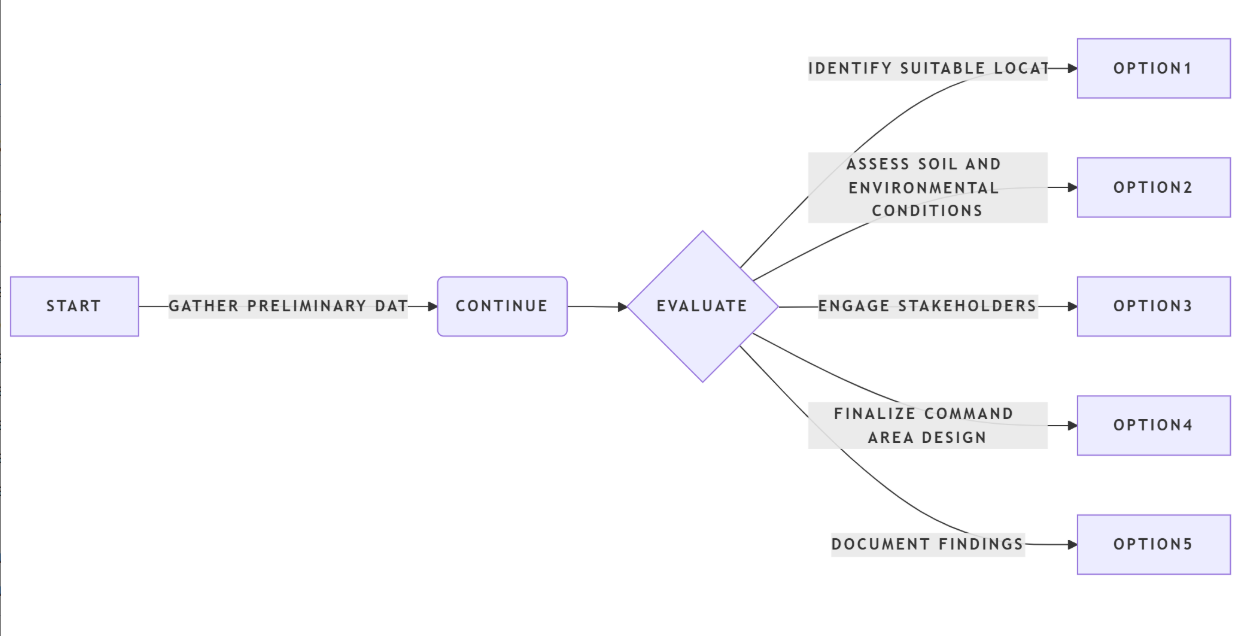 IDENTIFY SUITABLE LOCAT
OPTION1
ASSESS SOIL AND
ENVIRONMENTAL
CONDITIONS
OPTION2
START
GATHER PRELIMINARY DAT
CONTINUE
EVALUATE
ENGAGE STAKEHOLDERS
OPTION3
FINALIZE COMMAND
AREA DESIGN
OPTION4
DOCUMENT FINDINGS
OPTION5